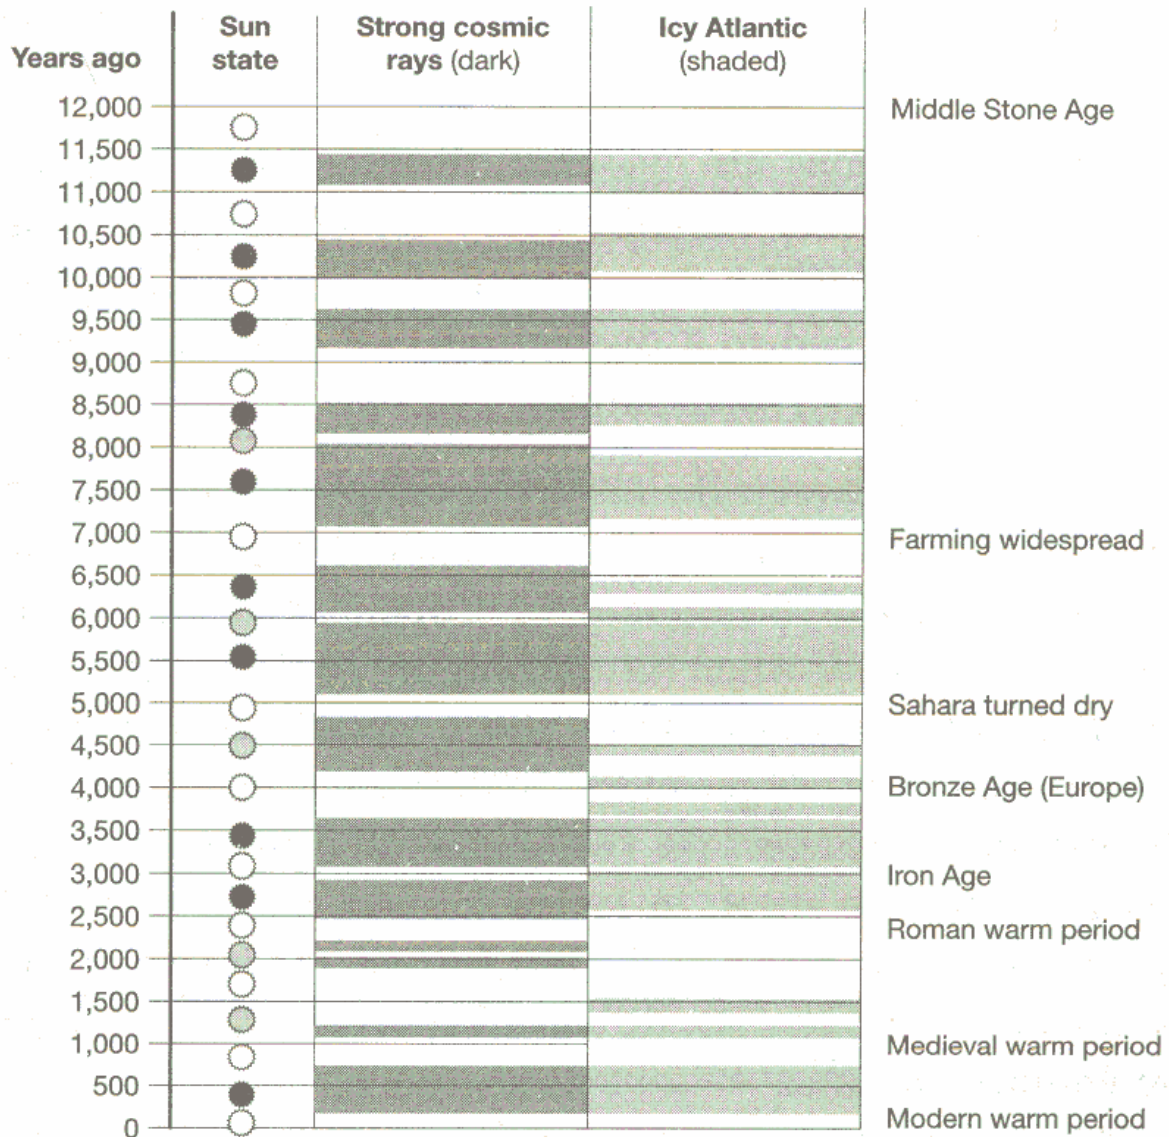 Sun
state
Strong cosmic
rays (dark)
Icy Atlantic
(shaded)
Years ago
12,000
Middle Stone Age
11,500
11,000
10,500
10,000
9,500
9,000
8,500
8,000
7,500
7,000
Farming widespread
6,500
6,000
5,500
5,000
Sahara turned dry
4,500
4,000
Bronze Age (Europe)
3,500
3,000
Iron Age
2,500
Roman warm period
2,000
1,500
1,000
Medieval warm period
500
0
Modern warm period